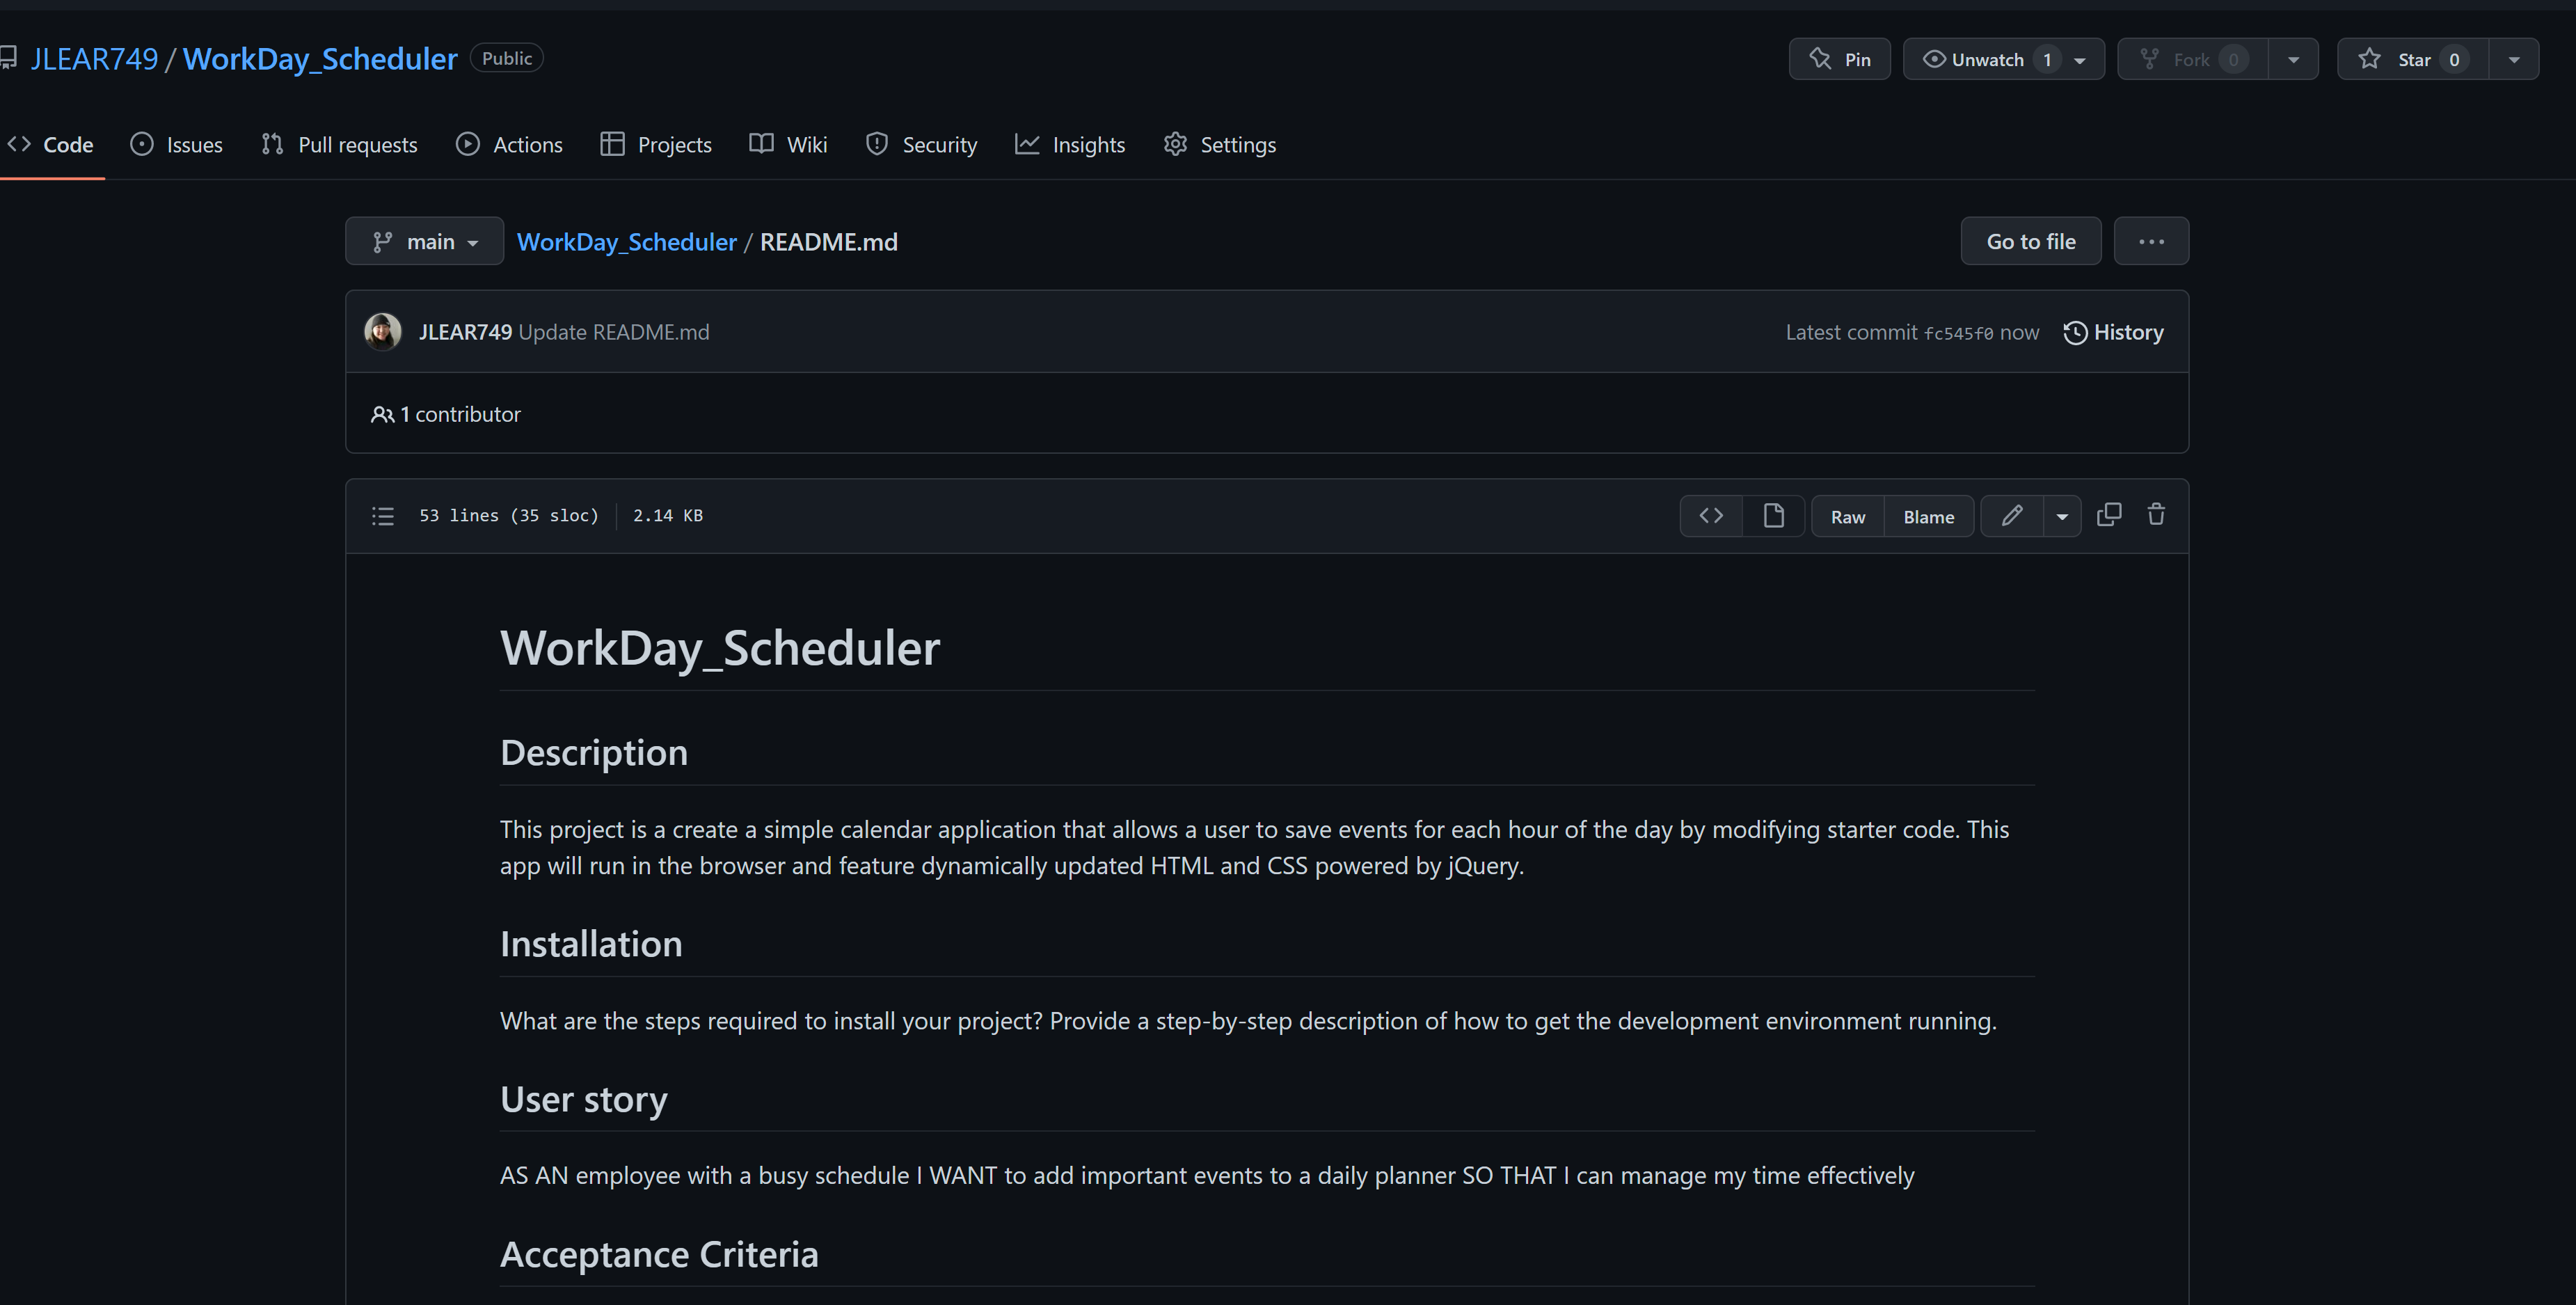 JLEAR749 / WorkDay_Scheduler Public Pin Unwatch 1 Fork 0 Star 0
Code Issues Pull requests Actions Projects Wiki Security Insights Settings
main WorkDay_Scheduler / README.md Go to file ...
JLEAR749 Update README.md Latest commit fc545f0 now History
1 contributor
53 lines (35 sloc) 2.14 KB <> Raw Blame
WorkDay_Scheduler
Description
This project is a create a simple calendar application that allows a user to save events for each hour of the day by modifying starter code. This
app will run in the browser and feature dynamically updated HTML and CSS powered by jQuery.
Installation
What are the steps required to install your project? Provide a step-by-step description of how to get the development environment running.
User story
AS AN employee with a busy schedule I WANT to add important events to a daily planner SO THAT I can manage my time effectively
Acceptance Criteria